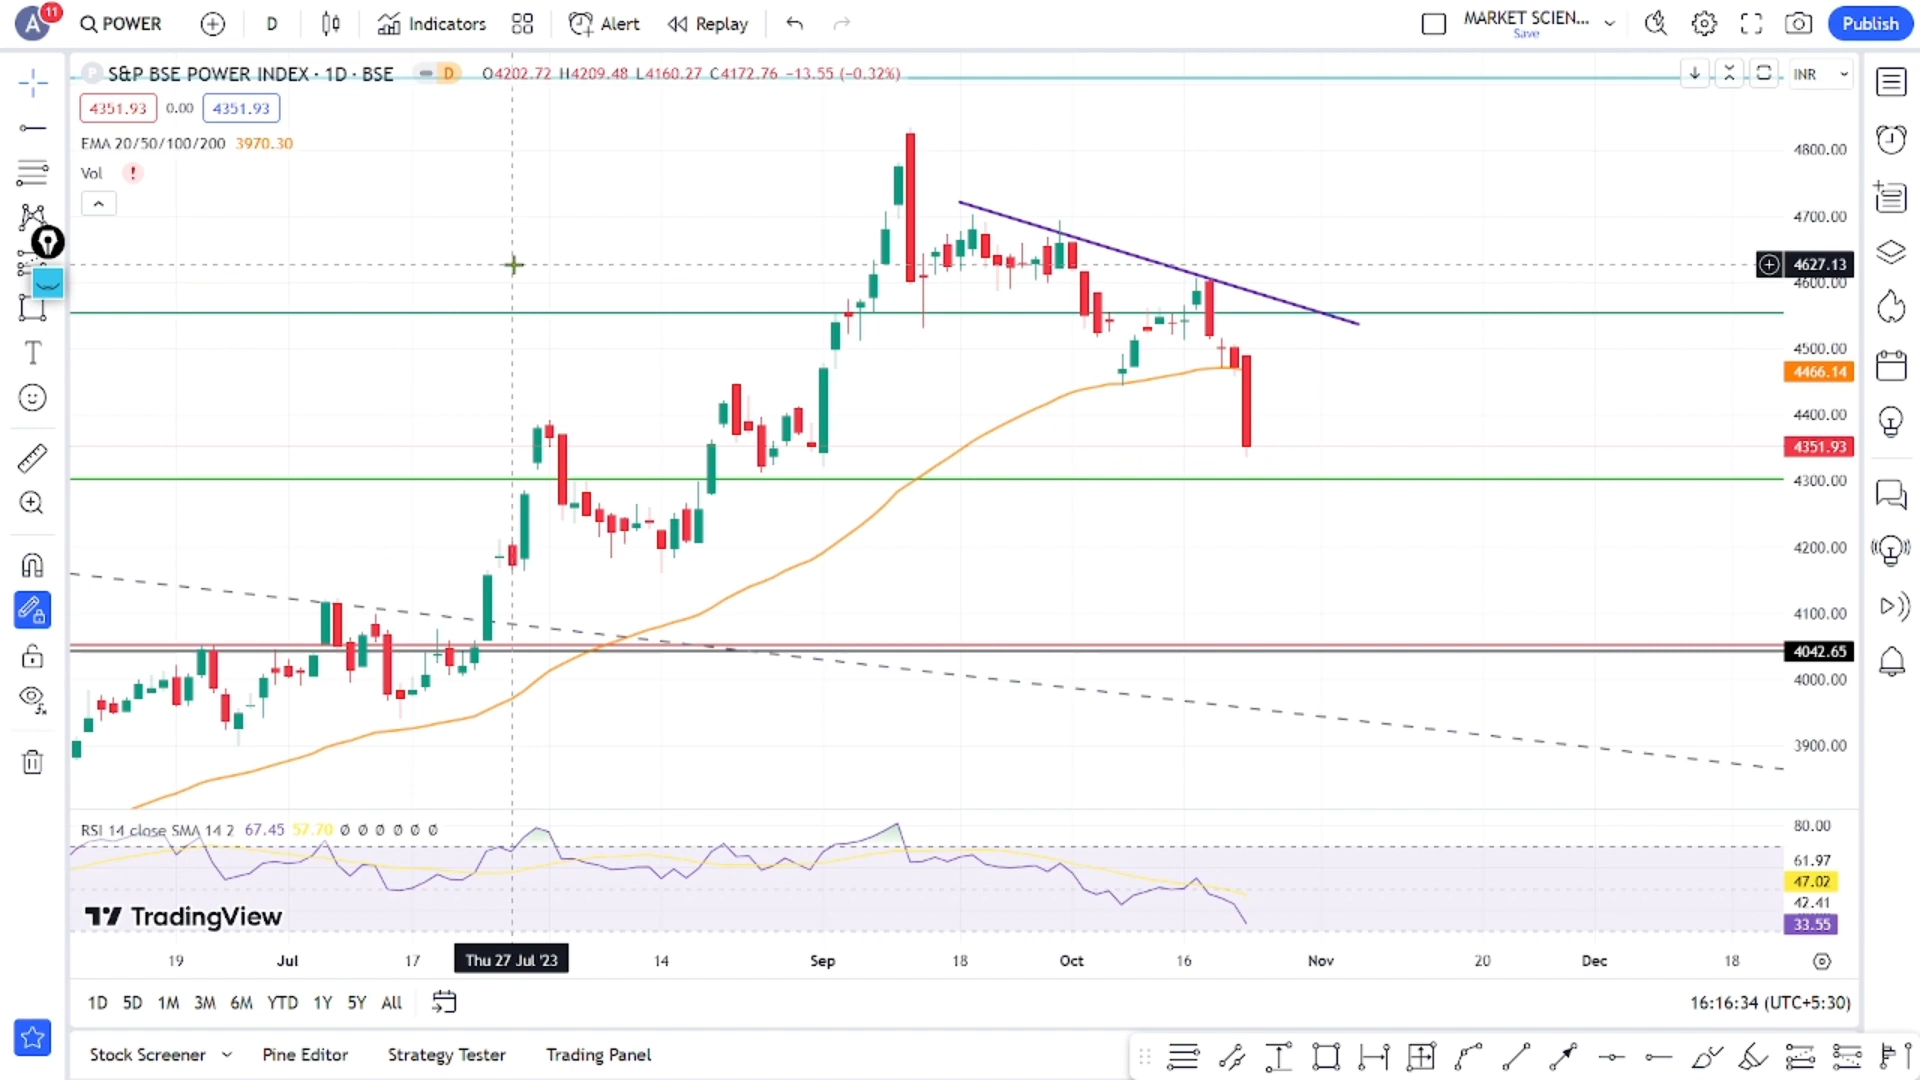 A 11 POWER D Indicators Alert Replay MARKET SCIEN... Save Publish
P S&P BSE POWER INDEX · 1D · BSE D O4202.72 H4209.48 L4160.27 C4172.76 −13.55 (−0.32%) INR
4351.93 0.00 4351.93
EMA 20/50/100/200 3970.30
Vol !
4800.00
4700.00
4627.13
4600.00
4500.00
4466.14
4400.00
4351.93
4300.00
4200.00
4100.00
4042.65
4000.00
3900.00
RSI 14 close SMA 14 2 67.45 57.70 Ø Ø Ø Ø Ø Ø
80.00
61.97
47.02
42.41
33.55
TradingView
19 Jul 17 Thu 27 Jul '23 14 Sep 18 Oct 16 Nov 20 Dec 18
1D 5D 1M 3M 6M YTD 1Y 5Y All 16:16:34 (UTC+5:30)
Stock Screener Pine Editor Strategy Tester Trading Panel